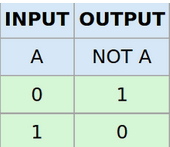 INPUT OUTPUT
A NOT A
0 1
1 0